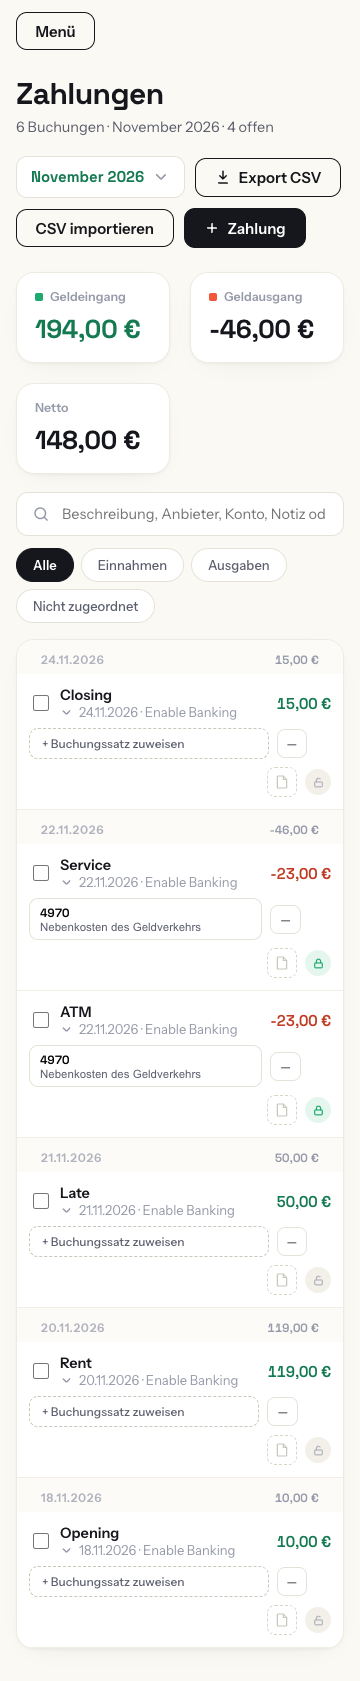 Menü
Zahlungen
6 Buchungen · November 2026 · 4 offen
November 2026
Export CSV
CSV importieren
+ Zahlung
Geldeingang
194,00 €
Geldausgang
-46,00 €
Netto
148,00 €
Beschreibung, Anbieter, Konto, Notiz od
Alle
Einnahmen
Ausgaben
Nicht zugeordnet
24.11.2026 15,00 €
Closing
15,00 €
24.11.2026 · Enable Banking
+ Buchungssatz zuweisen
–
22.11.2026 -46,00 €
Service
-23,00 €
22.11.2026 · Enable Banking
4970
Nebenkosten des Geldverkehrs
–
ATM
-23,00 €
22.11.2026 · Enable Banking
4970
Nebenkosten des Geldverkehrs
–
21.11.2026 50,00 €
Late
50,00 €
21.11.2026 · Enable Banking
+ Buchungssatz zuweisen
–
20.11.2026 119,00 €
Rent
119,00 €
20.11.2026 · Enable Banking
+ Buchungssatz zuweisen
–
18.11.2026 10,00 €
Opening
10,00 €
18.11.2026 · Enable Banking
+ Buchungssatz zuweisen
–